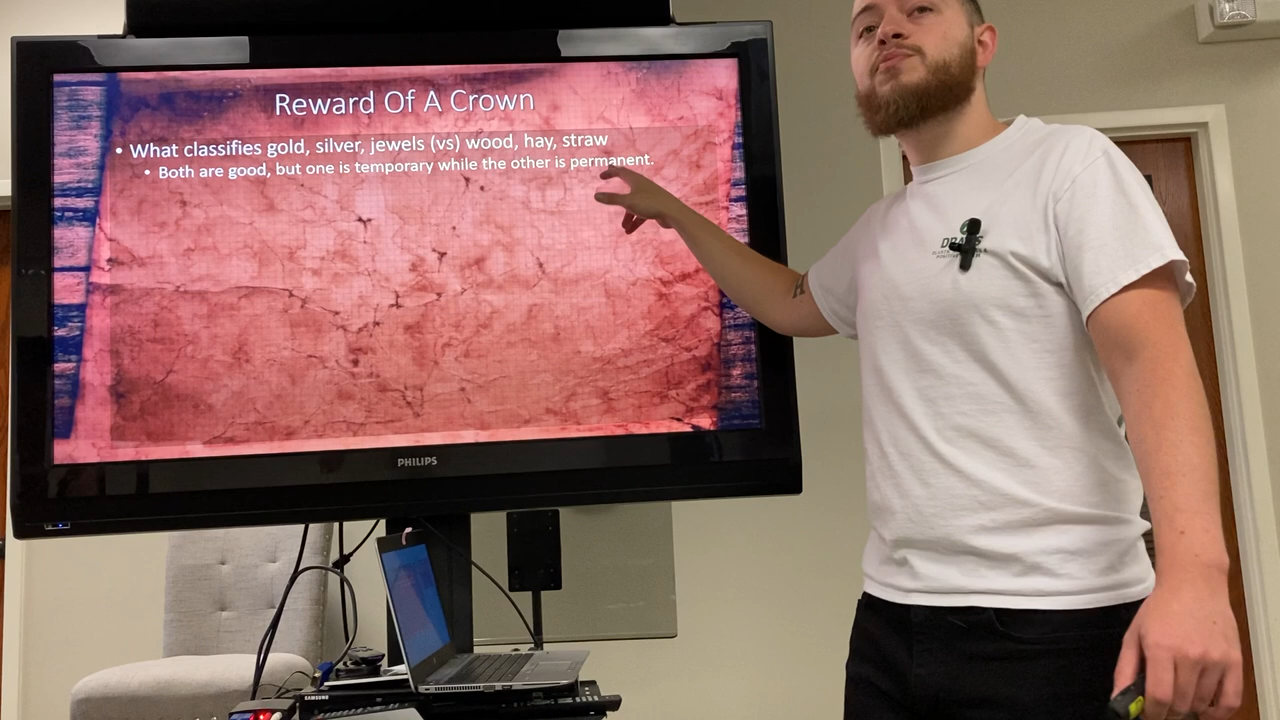 Reward Of A Crown
• What classifies gold, silver, jewels (vs) wood, hay, straw
• Both are good, but one is temporary while the other is permanent.
PHILIPS
SAMSUNG